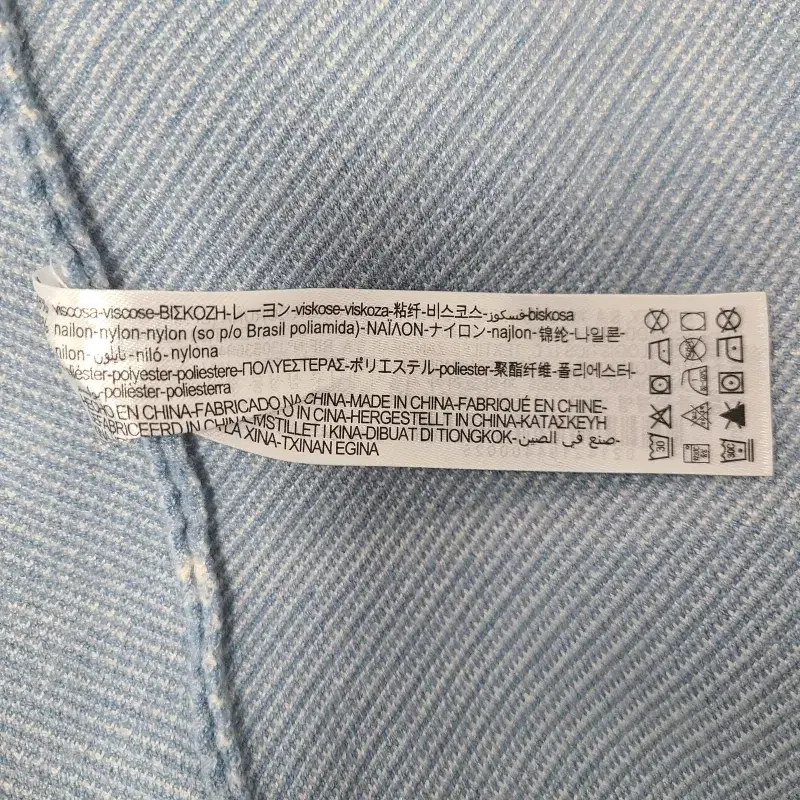 viscosa-viscose-ΒΙΣΚΟΖΗ-レーヨン-viskose-viskoza-粘纤-비스코스-فسكوز-biskosa
nailon-nylon-nylon (so p/o Brasil poliamida)-ΝΑΪΛΟΝ-ナイロン-najlon-锦纶-나일론-
nilon-نايلون-niló-nylona
poliéster-polyester-poliestere-ΠΟΛΥΕΣΤΕΡΑΣ-ポリエステル-poliester-聚酯纤维-폴리에스터-
poliéster-poliesterra
EN CHINA-FABRICADO NA CHINA-MADE IN CHINA-FABRIQUÉ EN CHINE-
IN CINA-HERGESTELLT IN CHINA-ΚΑΤΑΣΚΕΥΗ
IN CHINA I KINA-DIBUAT DI TIONGKOK-صنع في الصين-
XINA-TXINAN EGINA
30